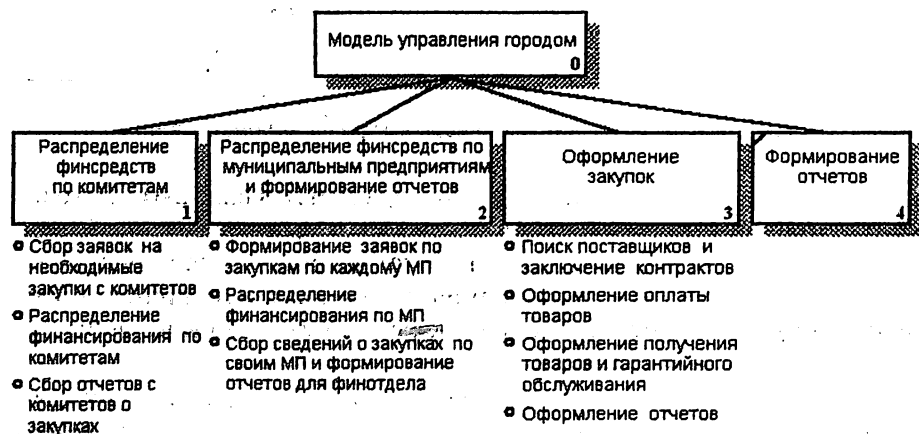 Модель управления городом
0
Распределение
финсредств
по комитетам
1
Распределение финсредств по
муниципальным предприятиям
и формирование отчетов
2
Оформление
закупок
3
Формирование
отчетов
4
Сбор заявок на
необходимые
закупки с комитетов
Распределение
финансирования по
комитетам
Сбор отчетов с
комитетов о
закупках
Формирование заявок по
закупкам по каждому МП
Распределение
финансирования по МП
Сбор сведений о закупках по
своим МП и формирование
отчетов для финотдела
Поиск поставщиков и
заключение контрактов
Оформление оплаты
товаров
Оформление получения
товаров и гарантийного
обслуживания
Оформление отчетов